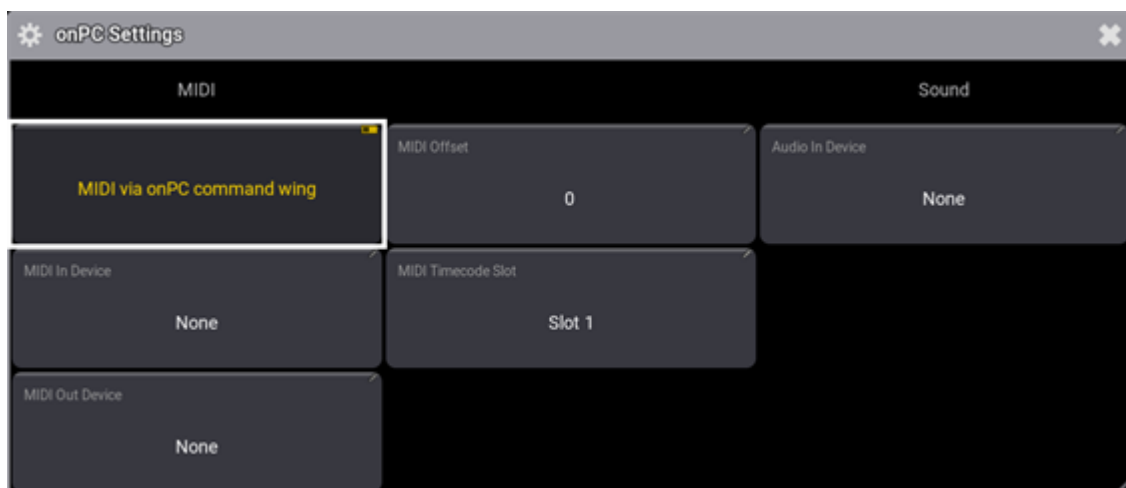 onPC Settings
MIDI
Sound
MIDI via onPC command wing
MIDI Offset
0
Audio In Device
None
MIDI In Device
None
MIDI Timecode Slot
Slot 1
MIDI Out Device
None